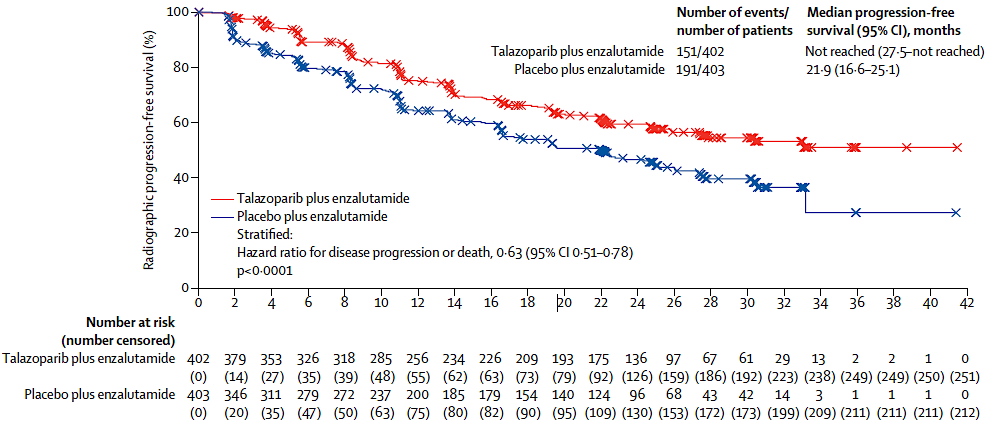 Number of events/ number of patients
Median progression-free survival (95% CI), months
Talazoparib plus enzalutamide 151/402 Not reached (27·5–not reached)
Placebo plus enzalutamide 191/403 21·9 (16·6–25·1)
Radiographic progression-free survival (%)
100
80
60
40
20
0
Talazoparib plus enzalutamide
Placebo plus enzalutamide
Stratified:
Hazard ratio for disease progression or death, 0·63 (95% CI 0·51–0·78)
p<0·0001
0 2 4 6 8 10 12 14 16 18 20 22 24 26 28 30 32 34 36 38 40 42
Number at risk
(number censored)
Talazoparib plus enzalutamide 402 379 353 326 318 285 256 234 226 209 193 175 136 97 67 61 29 13 2 2 1 0
(0) (14) (27) (35) (39) (48) (55) (62) (63) (73) (79) (92) (126) (159) (186) (192) (223) (238) (249) (249) (250) (251)
Placebo plus enzalutamide 403 346 311 279 272 237 200 185 179 154 140 124 96 68 43 42 14 3 1 1 1 0
(0) (20) (35) (47) (50) (63) (75) (80) (82) (90) (95) (109) (130) (153) (172) (173) (199) (209) (211) (211) (211) (212)